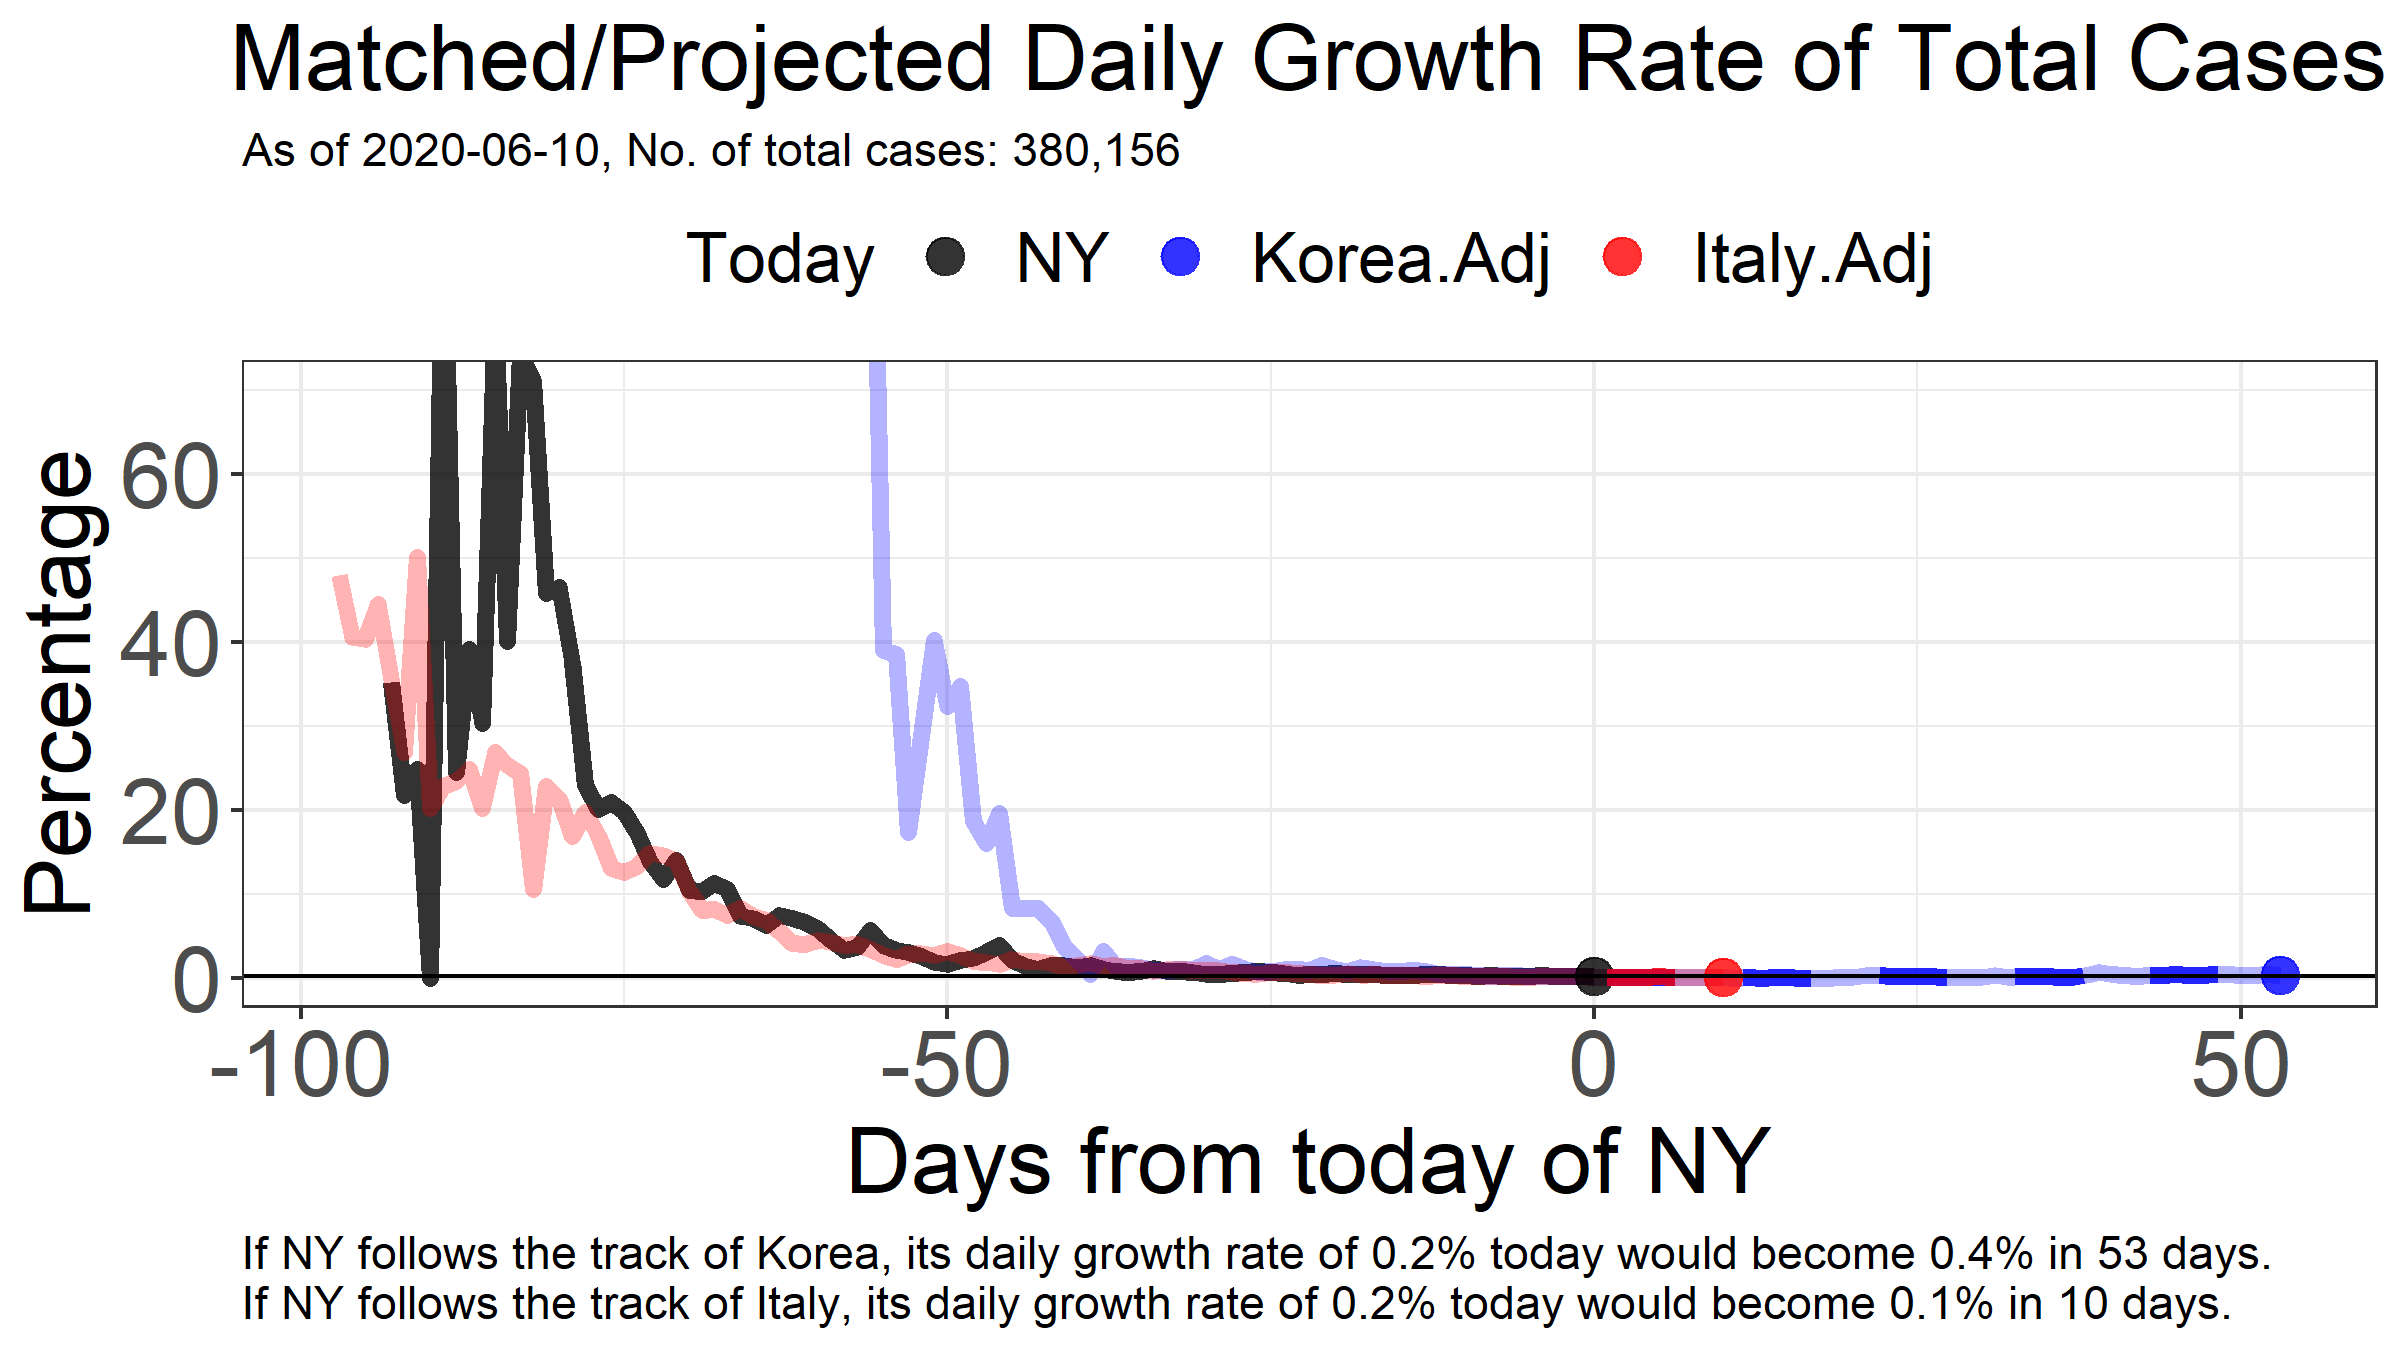 Matched/Projected Daily Growth Rate of Total Cases
As of 2020-06-10, No. of total cases: 380,156
Today NY Korea.Adj Italy.Adj
Percentage
60
40
20
0
-100 -50 0 50
Days from today of NY
If NY follows the track of Korea, its daily growth rate of 0.2% today would become 0.4% in 53 days.
If NY follows the track of Italy, its daily growth rate of 0.2% today would become 0.1% in 10 days.